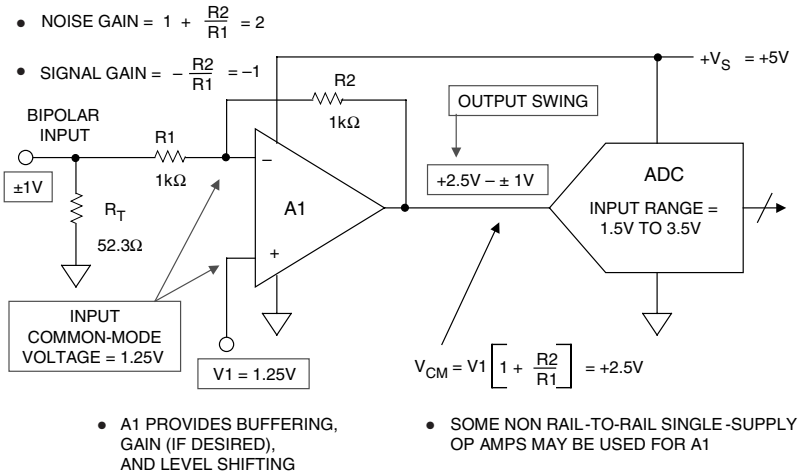 • NOISE GAIN = 1 + R2/R1 = 2
• SIGNAL GAIN = – R2/R1 = –1
+VS = +5V
R2
1kΩ
OUTPUT SWING
BIPOLAR
INPUT
R1
1kΩ
±1V
–
A1
+
+2.5V – ± 1V
ADC
INPUT RANGE =
1.5V TO 3.5V
RT
52.3Ω
INPUT
COMMON-MODE
VOLTAGE = 1.25V
V1 = 1.25V
VCM = V1 [1 + R2/R1] = +2.5V
• A1 PROVIDES BUFFERING,
GAIN (IF DESIRED),
AND LEVEL SHIFTING
• SOME NON RAIL-TO-RAIL SINGLE-SUPPLY
OP AMPS MAY BE USED FOR A1